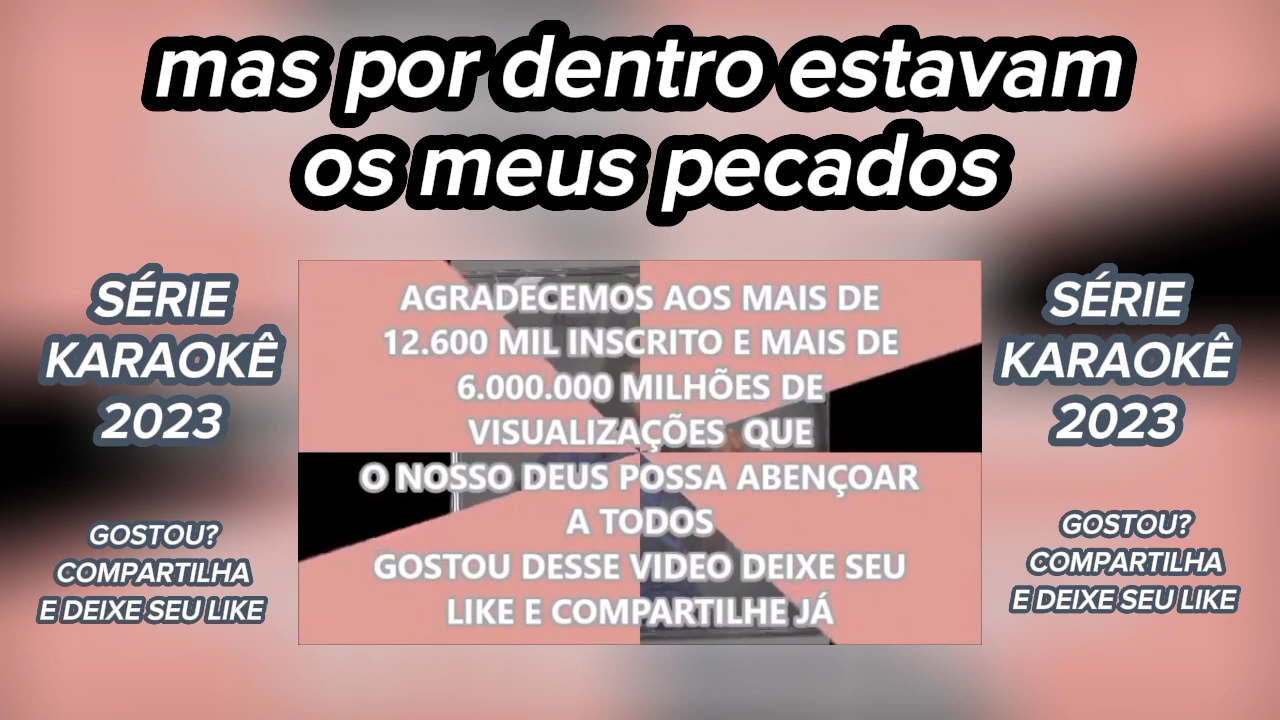 mas por dentro estavam
os meus pecados
SÉRIE
KARAOKÊ
2023
GOSTOU?
COMPARTILHA
E DEIXE SEU LIKE
AGRADECEMOS AOS MAIS DE
12.600 MIL INSCRITO E MAIS DE
6.000.000 MILHÕES DE
VISUALIZAÇÕES QUE
O NOSSO DEUS POSSA ABENÇOAR
A TODOS
GOSTOU DESSE VIDEO DEIXE SEU
LIKE E COMPARTILHE JÁ
SÉRIE
KARAOKÊ
2023
GOSTOU?
COMPARTILHA
E DEIXE SEU LIKE